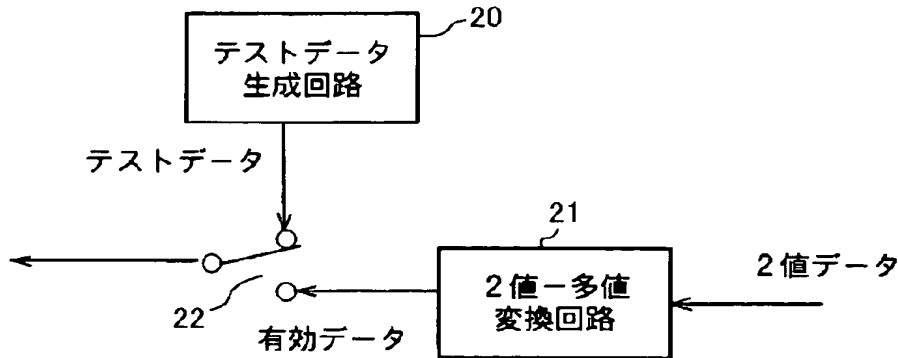 20
テストデータ
生成回路
テストデータ
21
2値データ
2値－多値
変換回路
22
有効データ